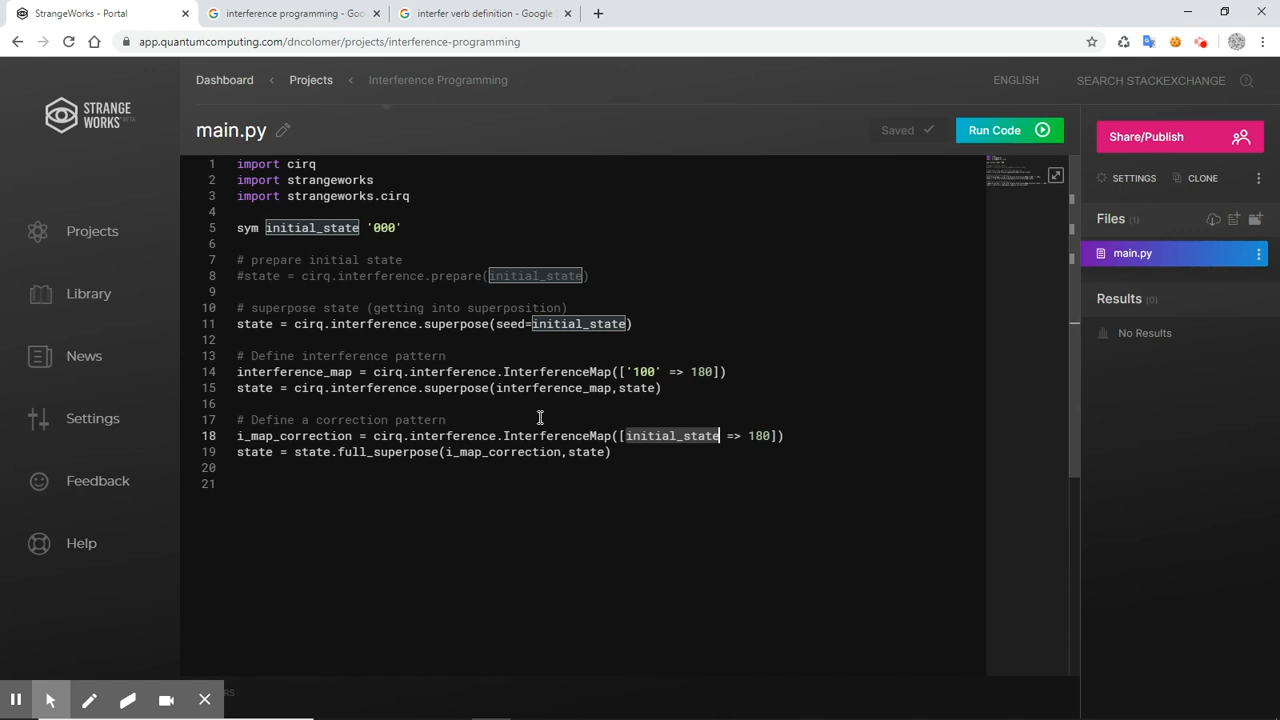 StrangeWorks - Portal
interference programming - Goo
interfer verb definition - Google
app.quantumcomputing.com/dncolomer/projects/interference-programming
STRANGE
WORKS BETA
Dashboard < Projects < Interference Programming
ENGLISH
SEARCH STACKEXCHANGE
main.py
Saved
Run Code
Share/Publish
SETTINGS
CLONE
Files (1)
main.py
Results (0)
No Results
Projects
Library
News
Settings
Feedback
Help
1 import cirq
2 import strangeworks
3 import strangeworks.cirq
4
5 sym initial_state '000'
6
7 # prepare initial state
8 #state = cirq.interference.prepare(initial_state)
9
10 # superpose state (getting into superposition)
11 state = cirq.interference.superpose(seed=initial_state)
12
13 # Define interference pattern
14 interference_map = cirq.interference.InterferenceMap(['100' => 180])
15 state = cirq.interference.superpose(interference_map,state)
16
17 # Define a correction pattern
18 i_map_correction = cirq.interference.InterferenceMap([initial_state => 180])
19 state = state.full_superpose(i_map_correction,state)
20
21
RS